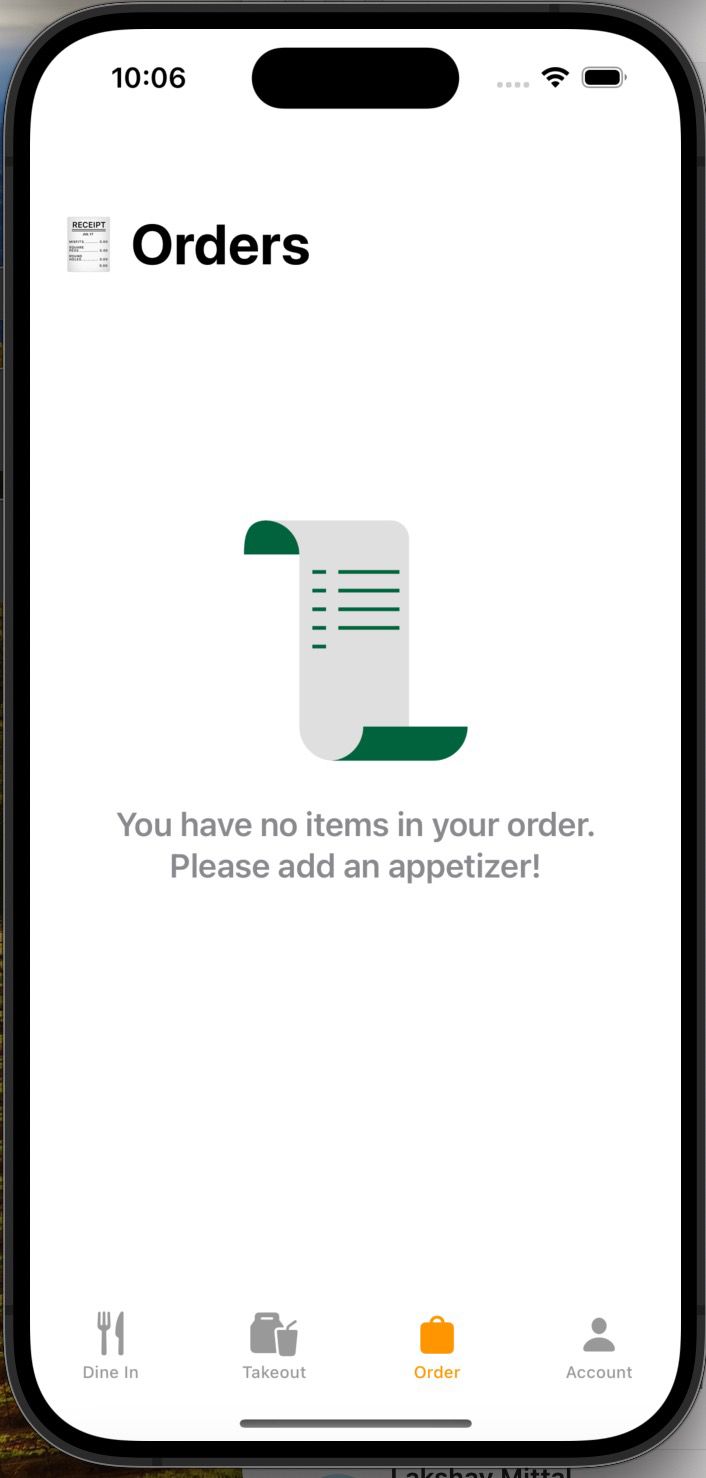 10:06
RECEIPT
Orders
You have no items in your order.
Please add an appetizer!
Dine In
Takeout
Order
Account
Lakshay Mittal